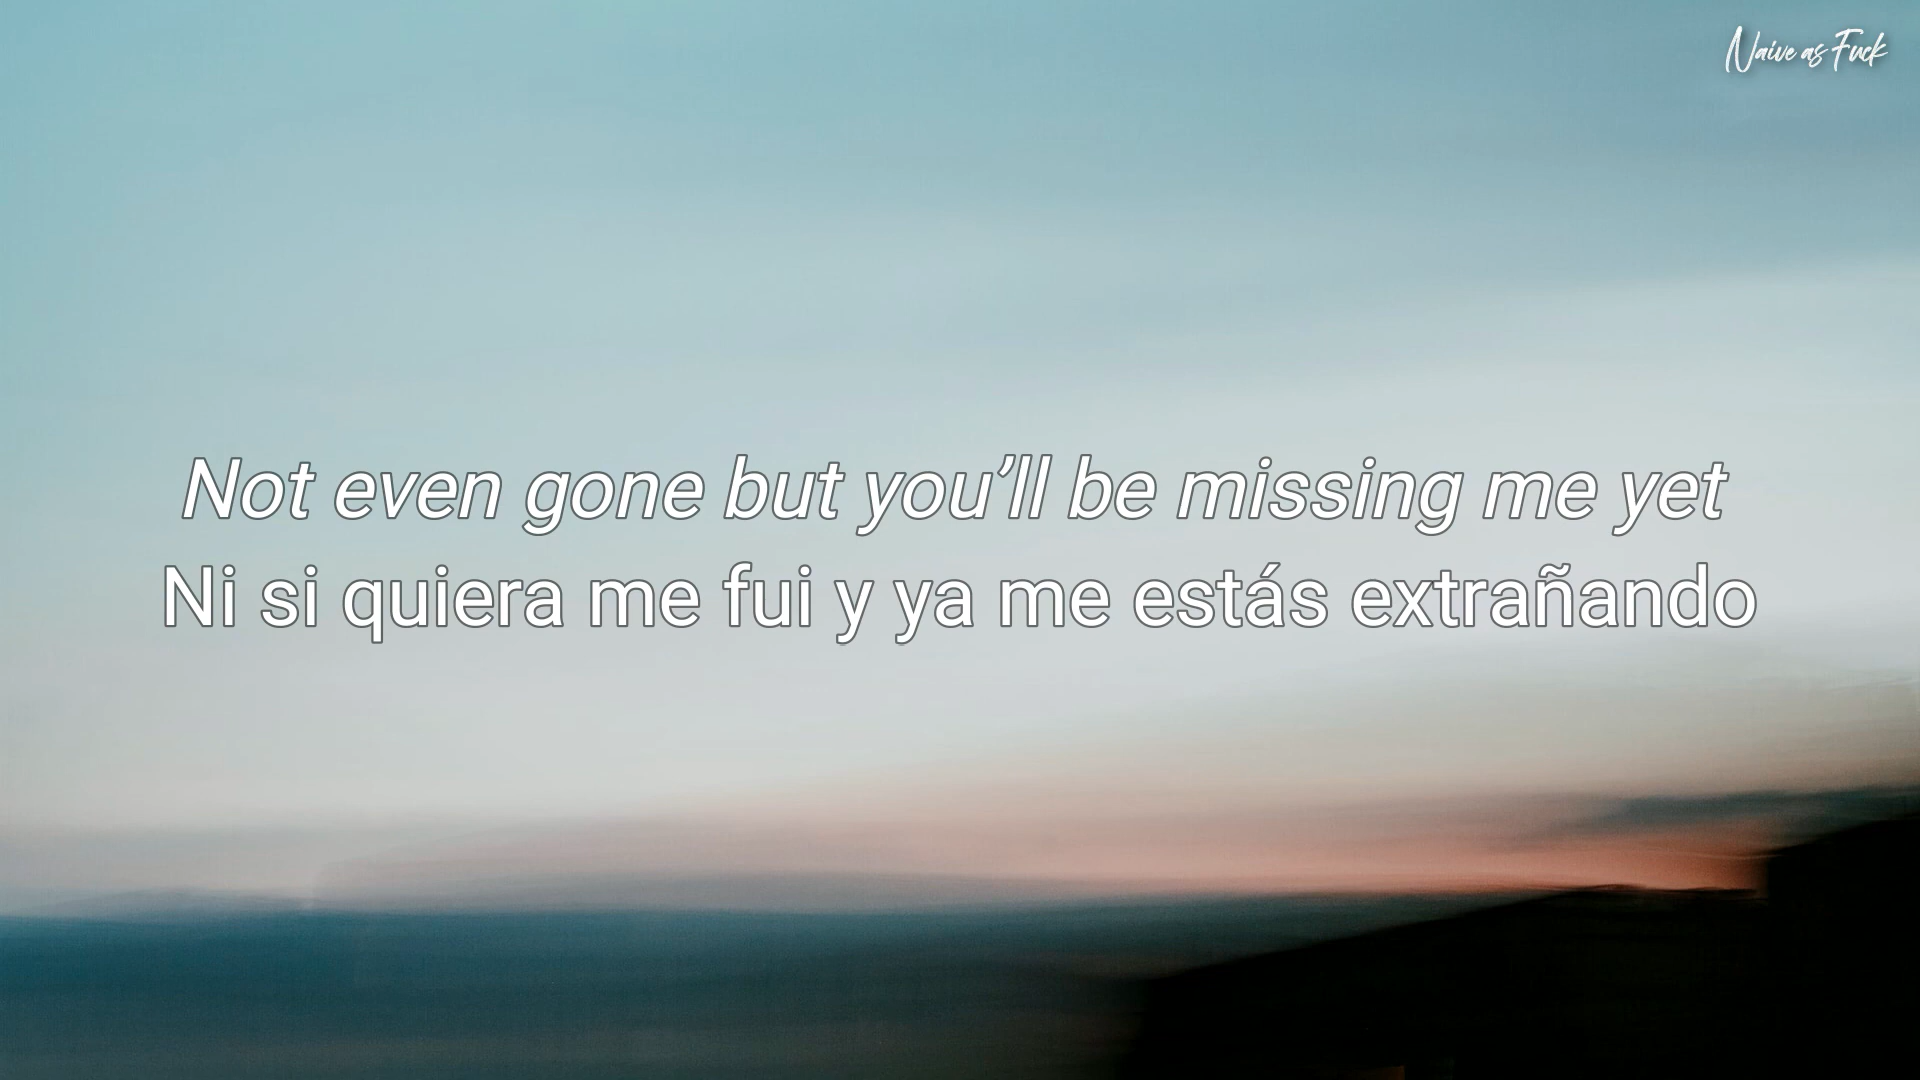 Naive as Fuck
Not even gone but you’ll be missing me yet
Ni si quiera me fui y ya me estás extrañando